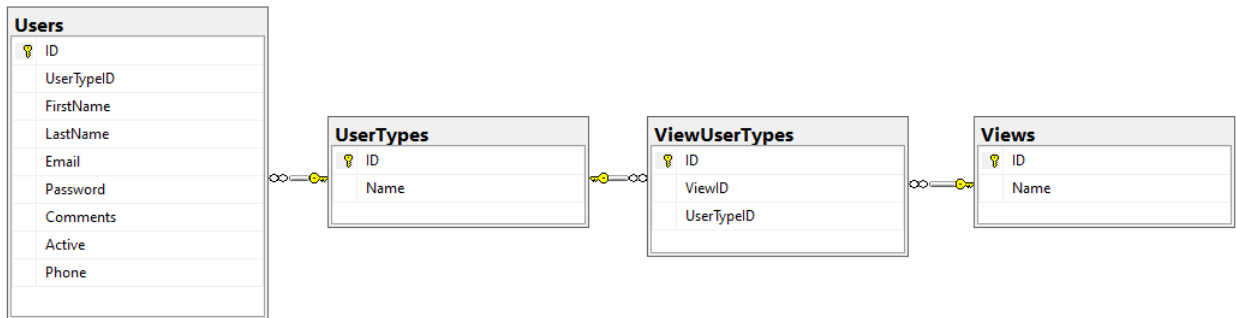 Users
ID
UserTypeID
FirstName
LastName
Email
Password
Comments
Active
Phone
UserTypes
ID
Name
ViewUserTypes
ID
ViewID
UserTypeID
Views
ID
Name